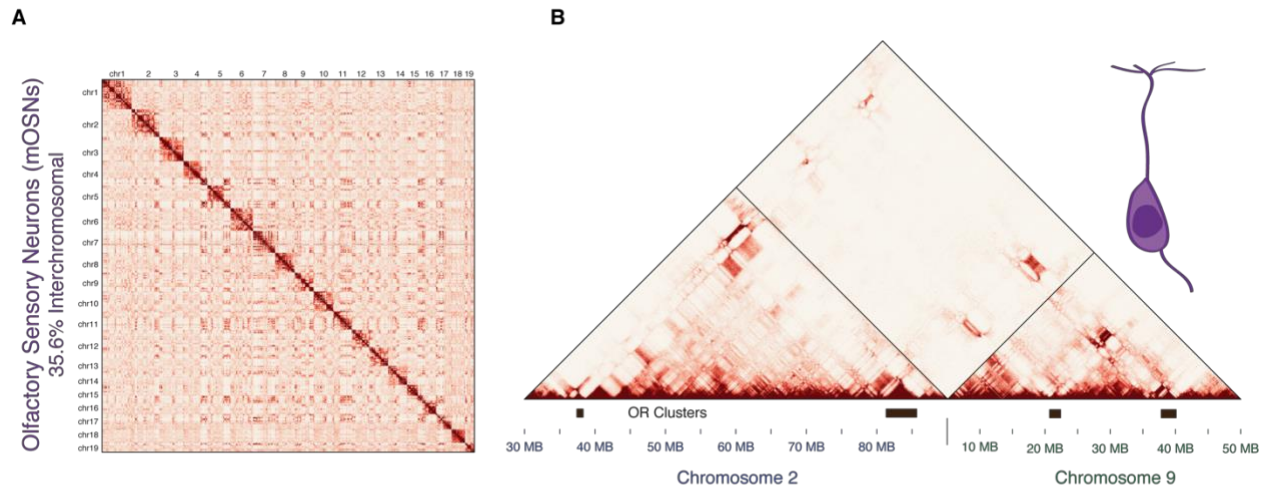 A
B
Olfactory Sensory Neurons (mOSNs)
35.6% Interchromosomal
chr1 2 3 4 5 6 7 8 9 10 11 12 13 14 15 16 17 18 19
chr1
chr2
chr3
chr4
chr5
chr6
chr7
chr8
chr9
chr10
chr11
chr12
chr13
chr14
chr15
chr16
chr17
chr18
chr19
OR Clusters
30 MB 40 MB 50 MB 60 MB 70 MB 80 MB 10 MB 20 MB 30 MB 40 MB 50 MB
Chromosome 2 Chromosome 9